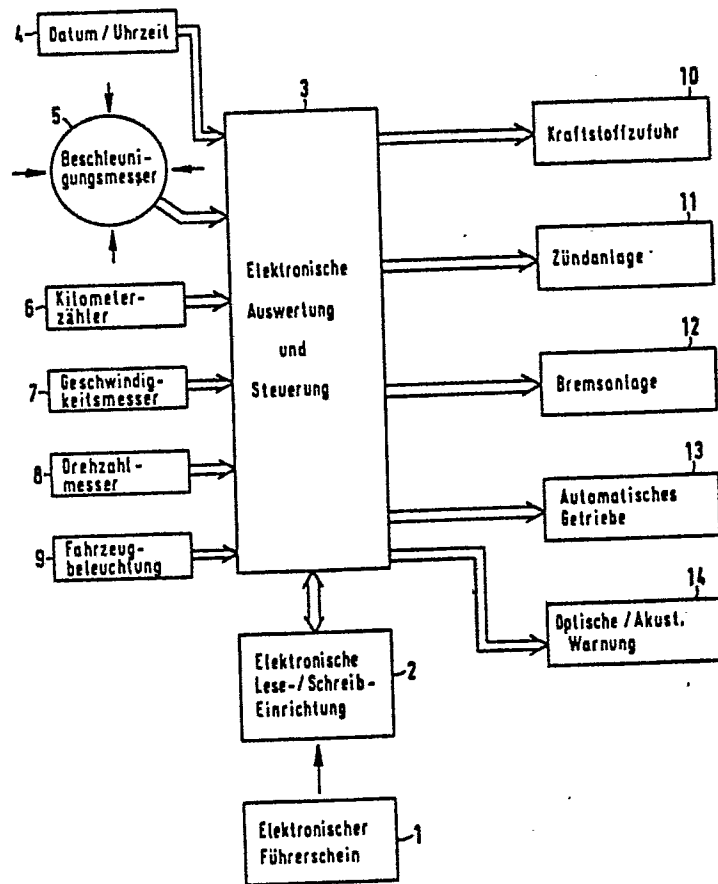 4
Datum / Uhrzeit
5
Beschleuni-
gungsmesser
6
Kilometer-
zähler
7
Geschwindig-
keitsmesser
8
Drehzahl-
messer
9
Fahrzeug-
beleuchtung
3
Elektronische
Auswertung
und
Steuerung
10
Kraftstoffzufuhr
11
Zündanlage
12
Bremsanlage
13
Automatisches
Getriebe
14
Optische / Akust.
Warnung
Elektronische
Lese-/Schreib-
Einrichtung
2
Elektronischer
Führerschein
1